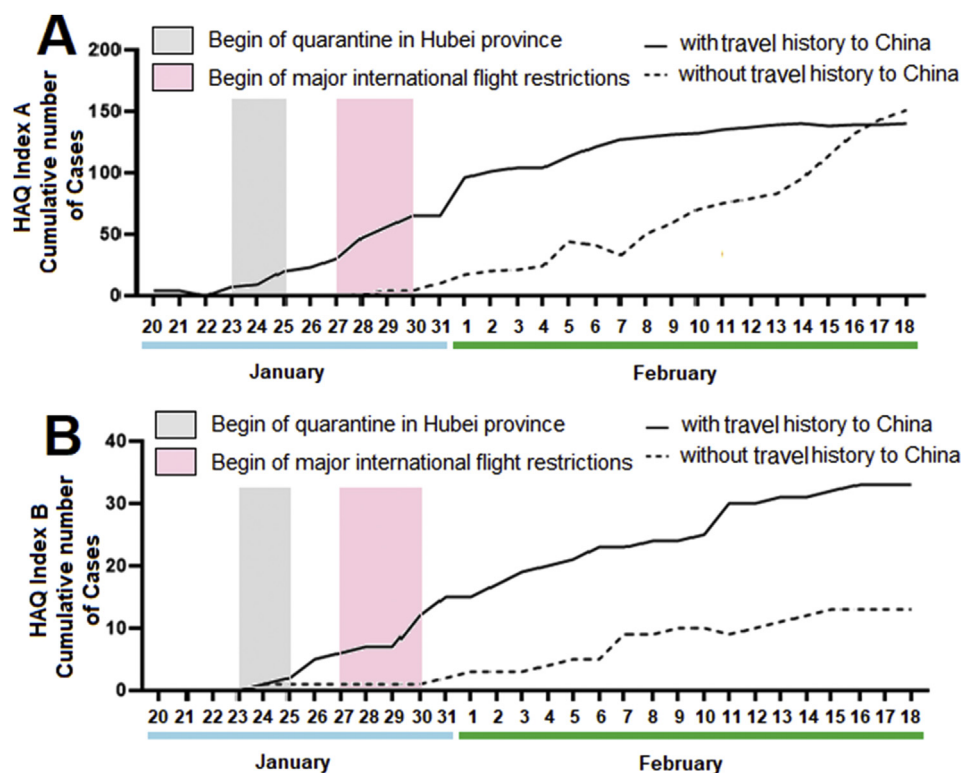 A
200
150
100
50
0
HAQ Index A
Cumulative number
of Cases
Begin of quarantine in Hubei province
Begin of major international flight restrictions
with travel history to China
without travel history to China
20 21 22 23 24 25 26 27 28 29 30 31 1 2 3 4 5 6 7 8 9 10 11 12 13 14 15 16 17 18
January February
B
40
30
20
10
0
HAQ Index B
Cumulative number
of Cases
Begin of quarantine in Hubei province
Begin of major international flight restrictions
with travel history to China
without travel history to China
20 21 22 23 24 25 26 27 28 29 30 31 1 2 3 4 5 6 7 8 9 10 11 12 13 14 15 16 17 18
January February